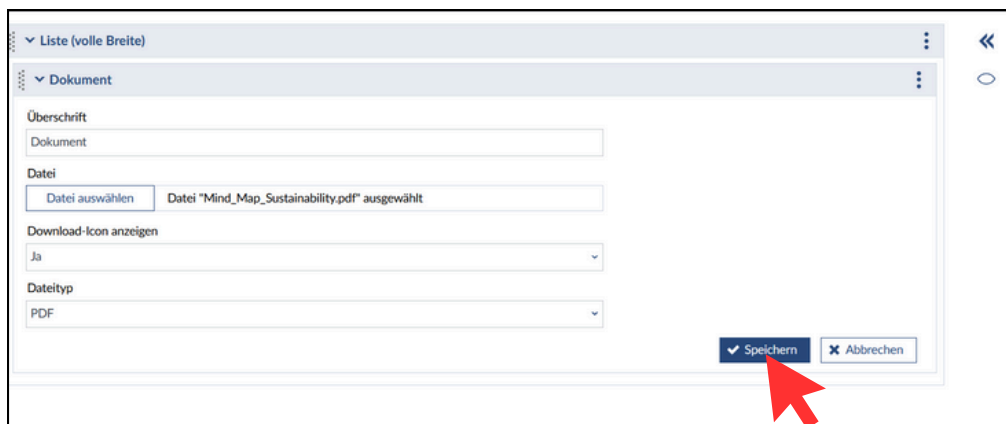 Liste (volle Breite)
Dokument
Überschrift
Dokument
Datei
Datei auswählen Datei "Mind_Map_Sustainability.pdf" ausgewählt
Download-Icon anzeigen
Ja
Dateityp
PDF
Speichern Abbrechen